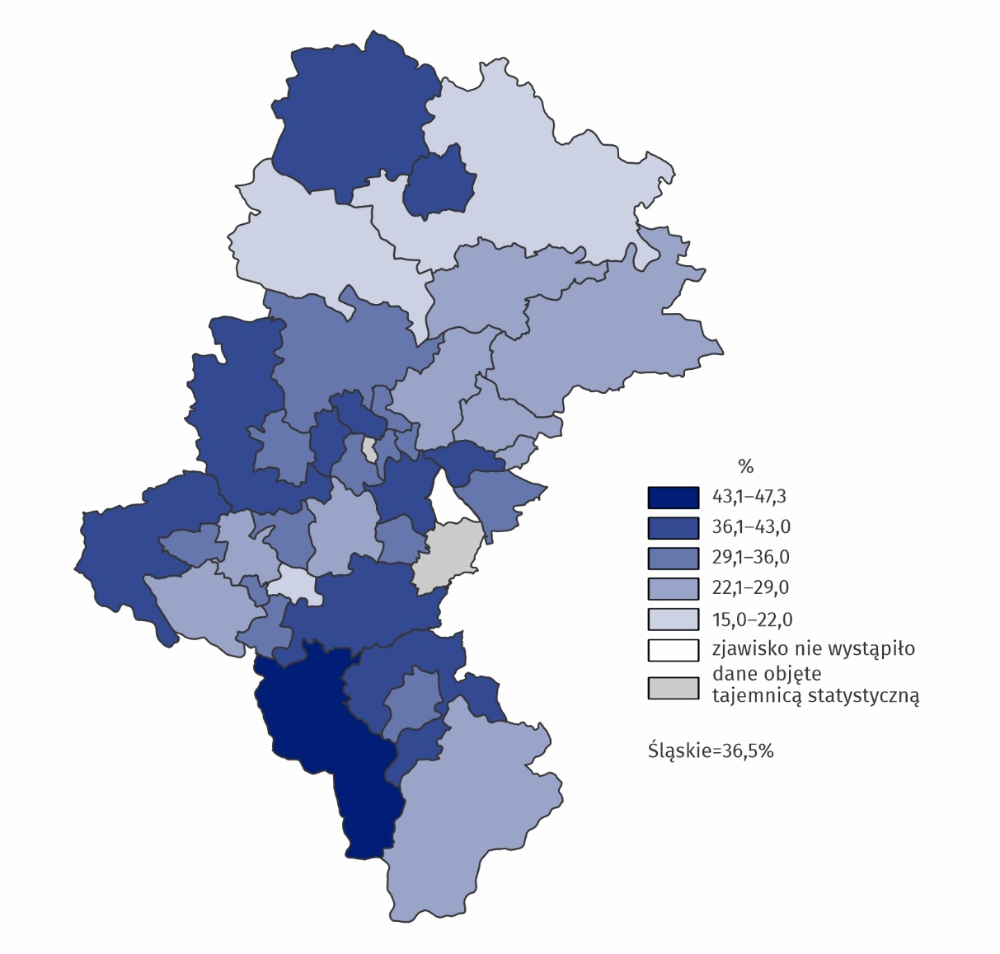 %
43,1–47,3
36,1–43,0
29,1–36,0
22,1–29,0
15,0–22,0
zjawisko nie wystąpiło
dane objęte
tajemnicą statystyczną
Śląskie=36,5%